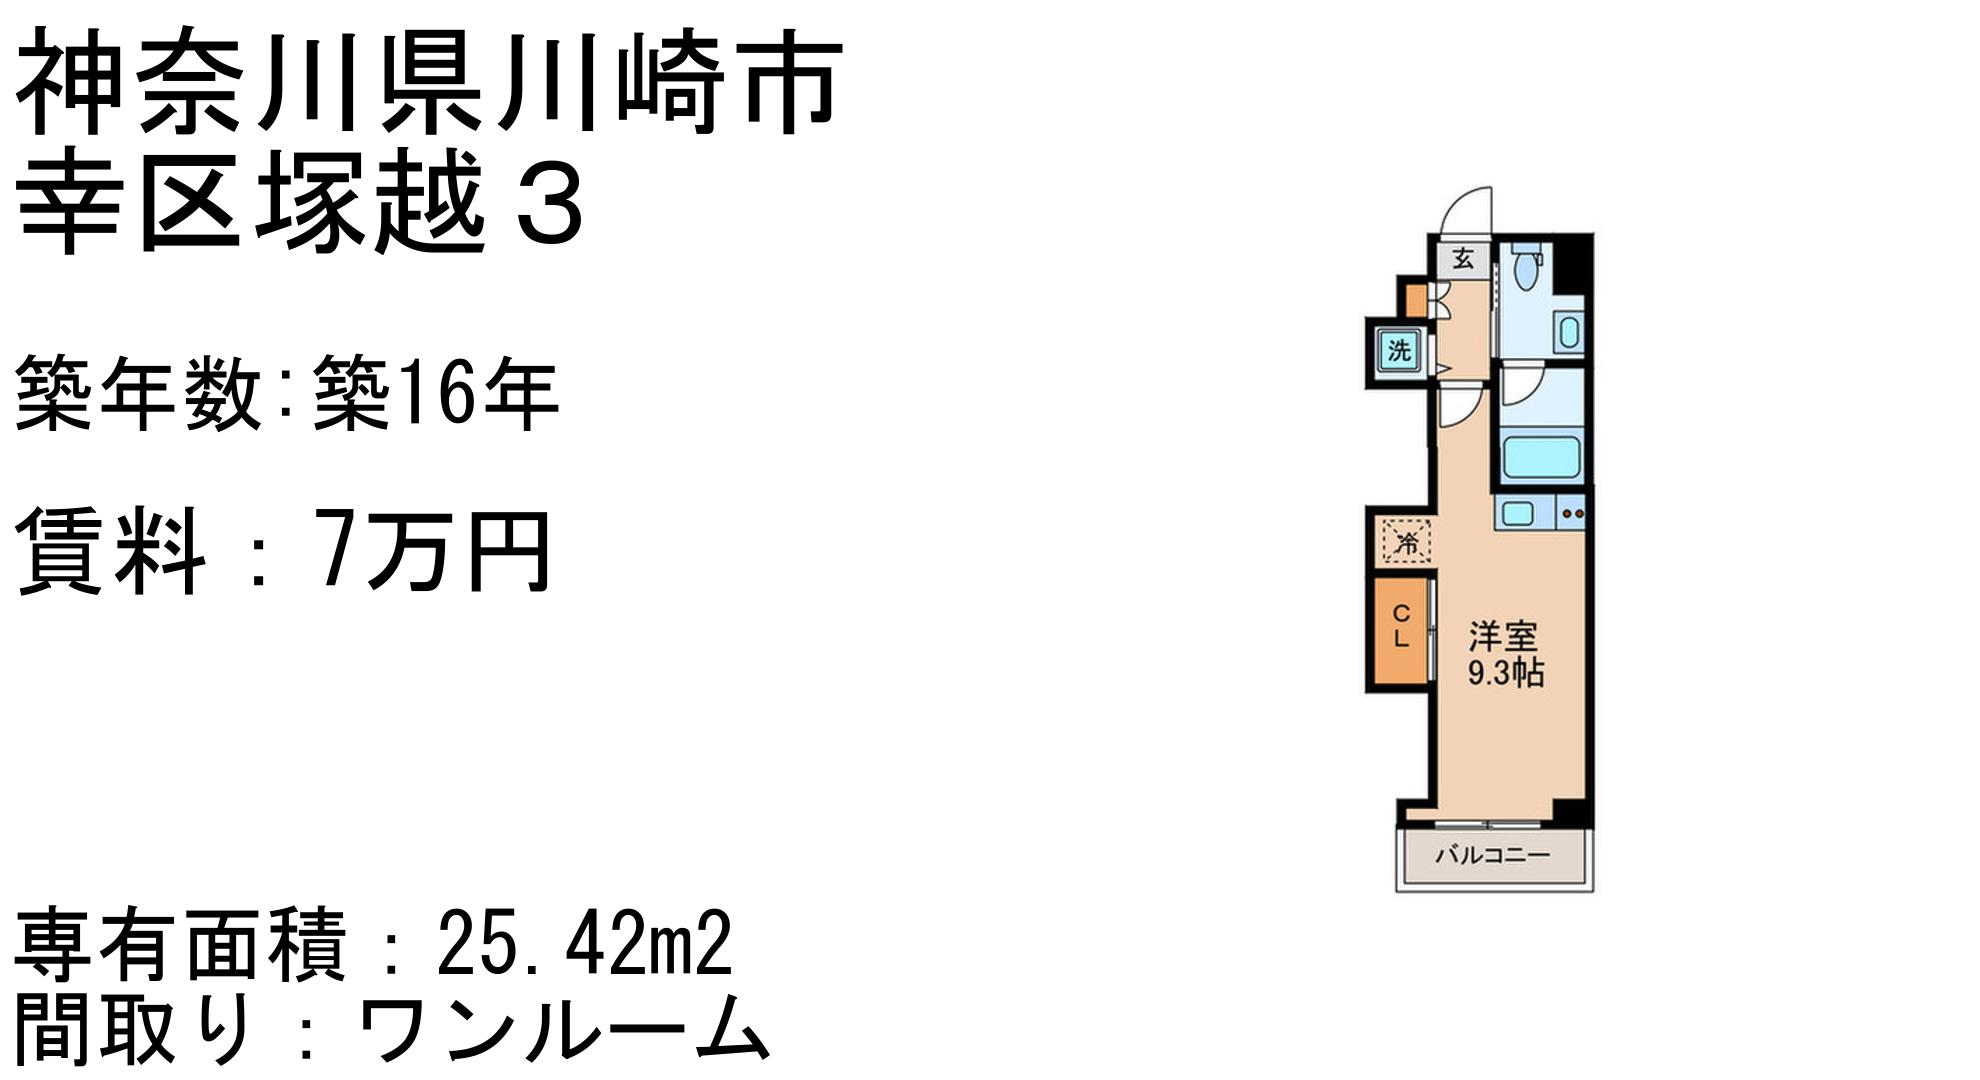 神奈川県川崎市
幸区塚越３
築年数:築16年
賃料：7万円
専有面積：25.42m2
間取り：ワンルーム
玄
洗
冷
CL
洋室
9.3帖
バルコニー